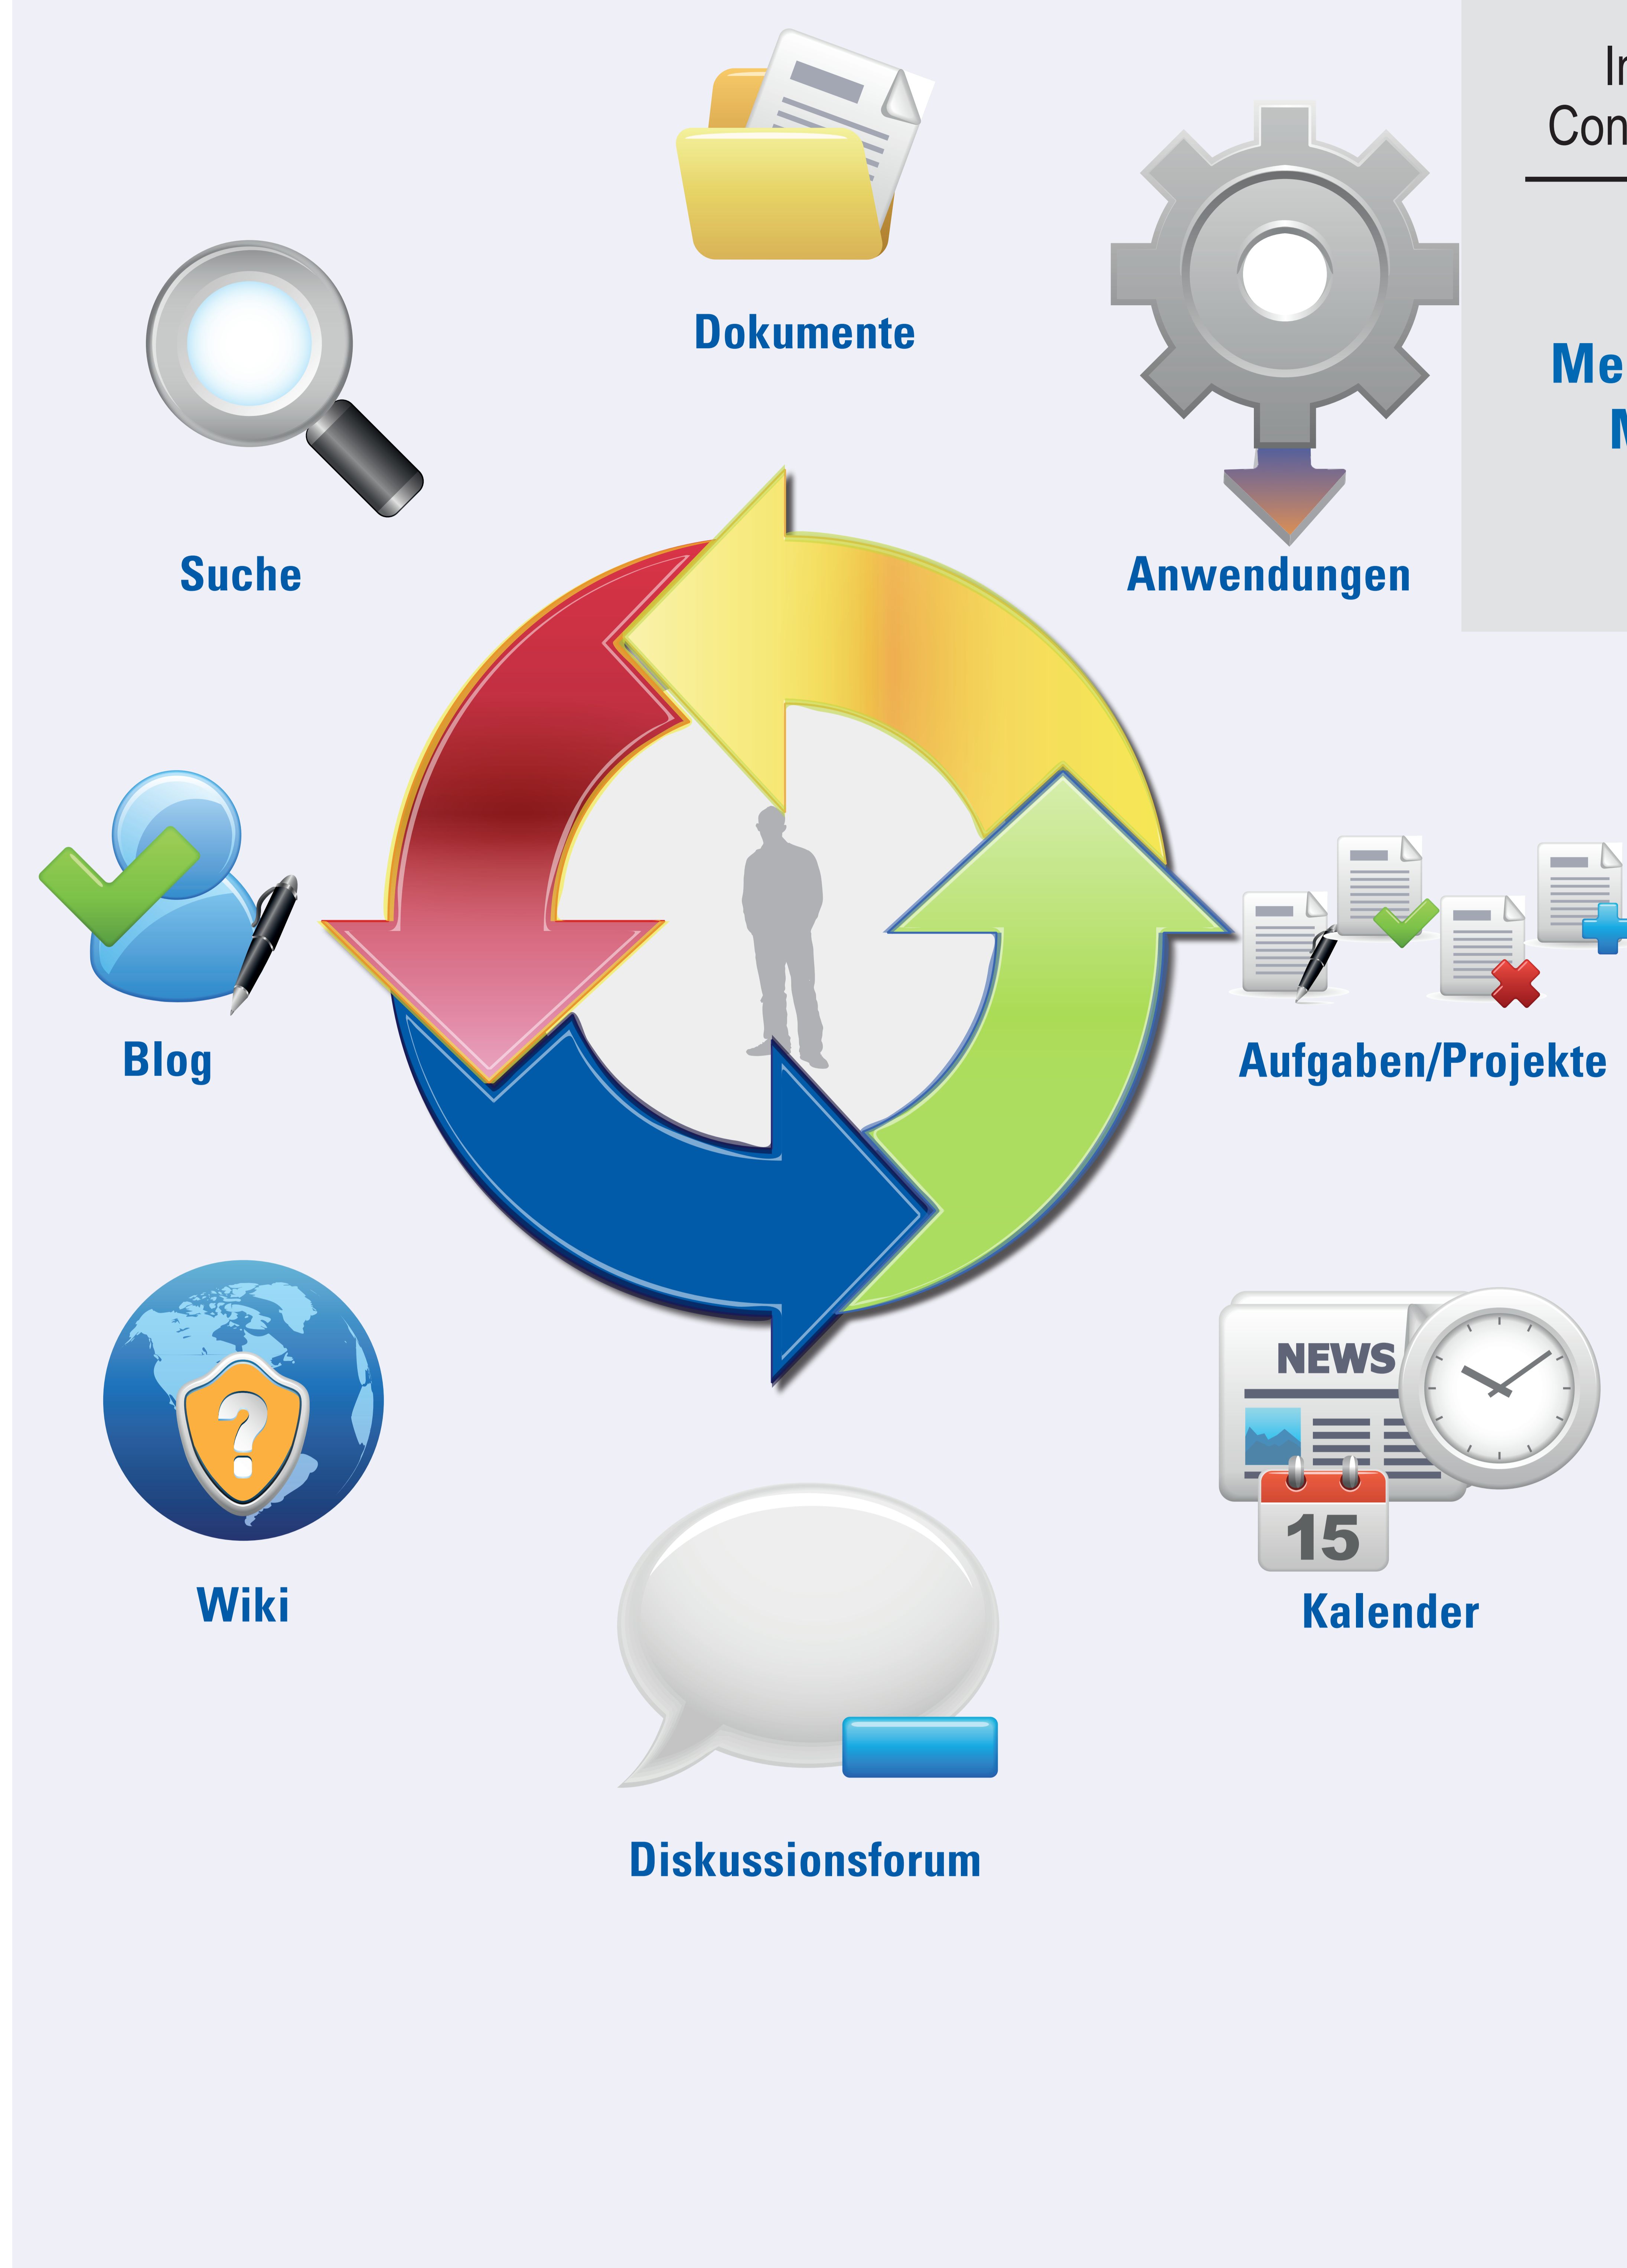 Dokumente
Suche
Anwendungen
Blog
Aufgaben/Projekte
NEWS
15
Wiki
Kalender
Diskussionsforum